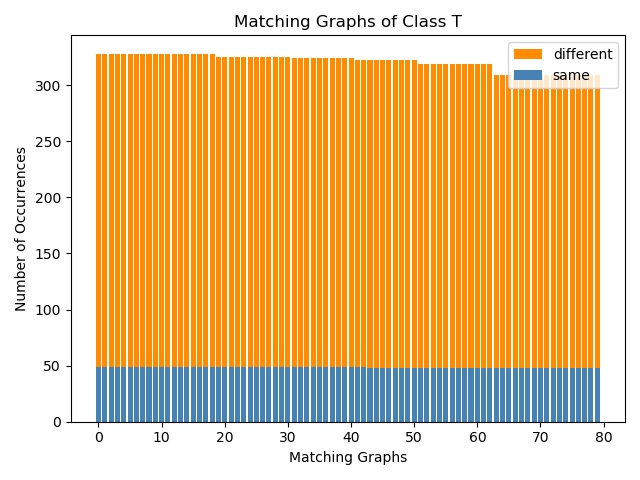 Matching Graphs of Class T
different
same
Number of Occurrences
300
250
200
150
100
50
0
0 10 20 30 40 50 60 70 80
Matching Graphs